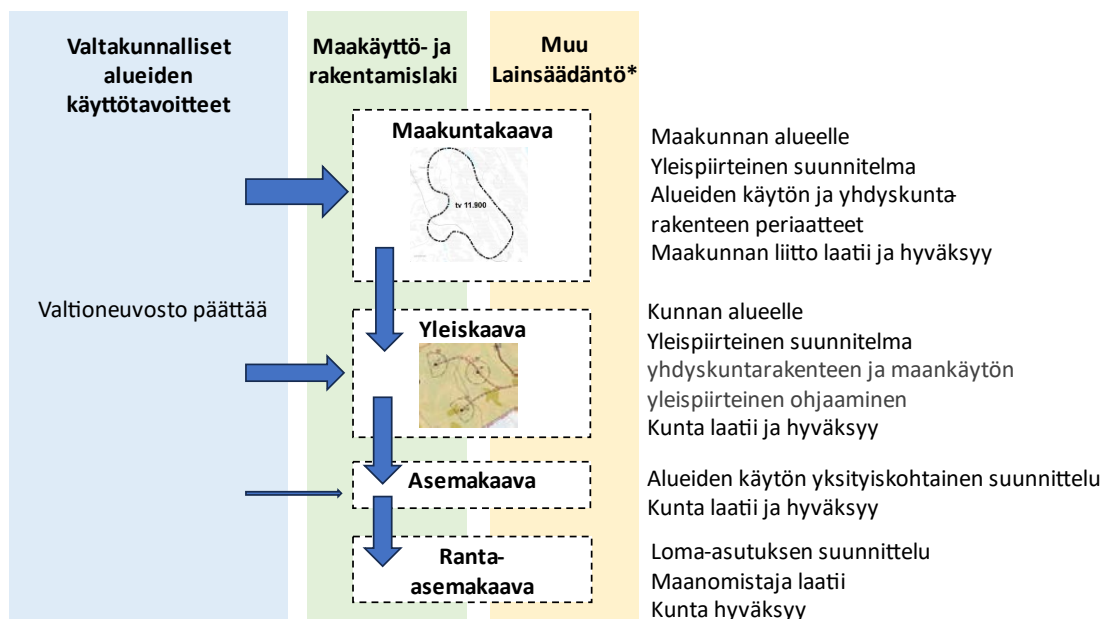 Valtakunnalliset
alueiden
käyttötavoitteet
Maakäyttö- ja
rakentamislaki
Muu
Lainsäädäntö*
Maakuntakaava
tv 11.900
Maakunnan alueelle
Yleispiirteinen suunnitelma
Alueiden käytön ja yhdyskunta-
rakenteen periaatteet
Maakunnan liitto laatii ja hyväksyy
Valtioneuvosto päättää
Yleiskaava
Kunnan alueelle
Yleispiirteinen suunnitelma
yhdyskuntarakenteen ja maankäytön
yleispiirteinen ohjaaminen
Kunta laatii ja hyväksyy
Asemakaava
Alueiden käytön yksityiskohtainen suunnittelu
Kunta laatii ja hyväksyy
Ranta-
asemakaava
Loma-asutuksen suunnittelu
Maanomistaja laatii
Kunta hyväksyy